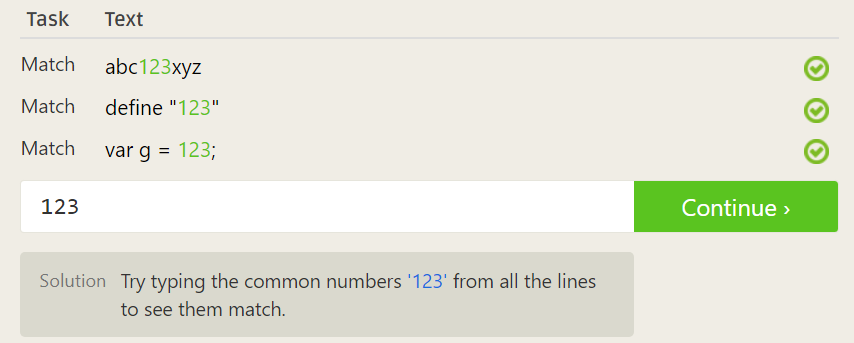 Task Text
Match abc123xyz
Match define "123"
Match var g = 123;
123 Continue ›
Solution Try typing the common numbers '123' from all the lines
to see them match.